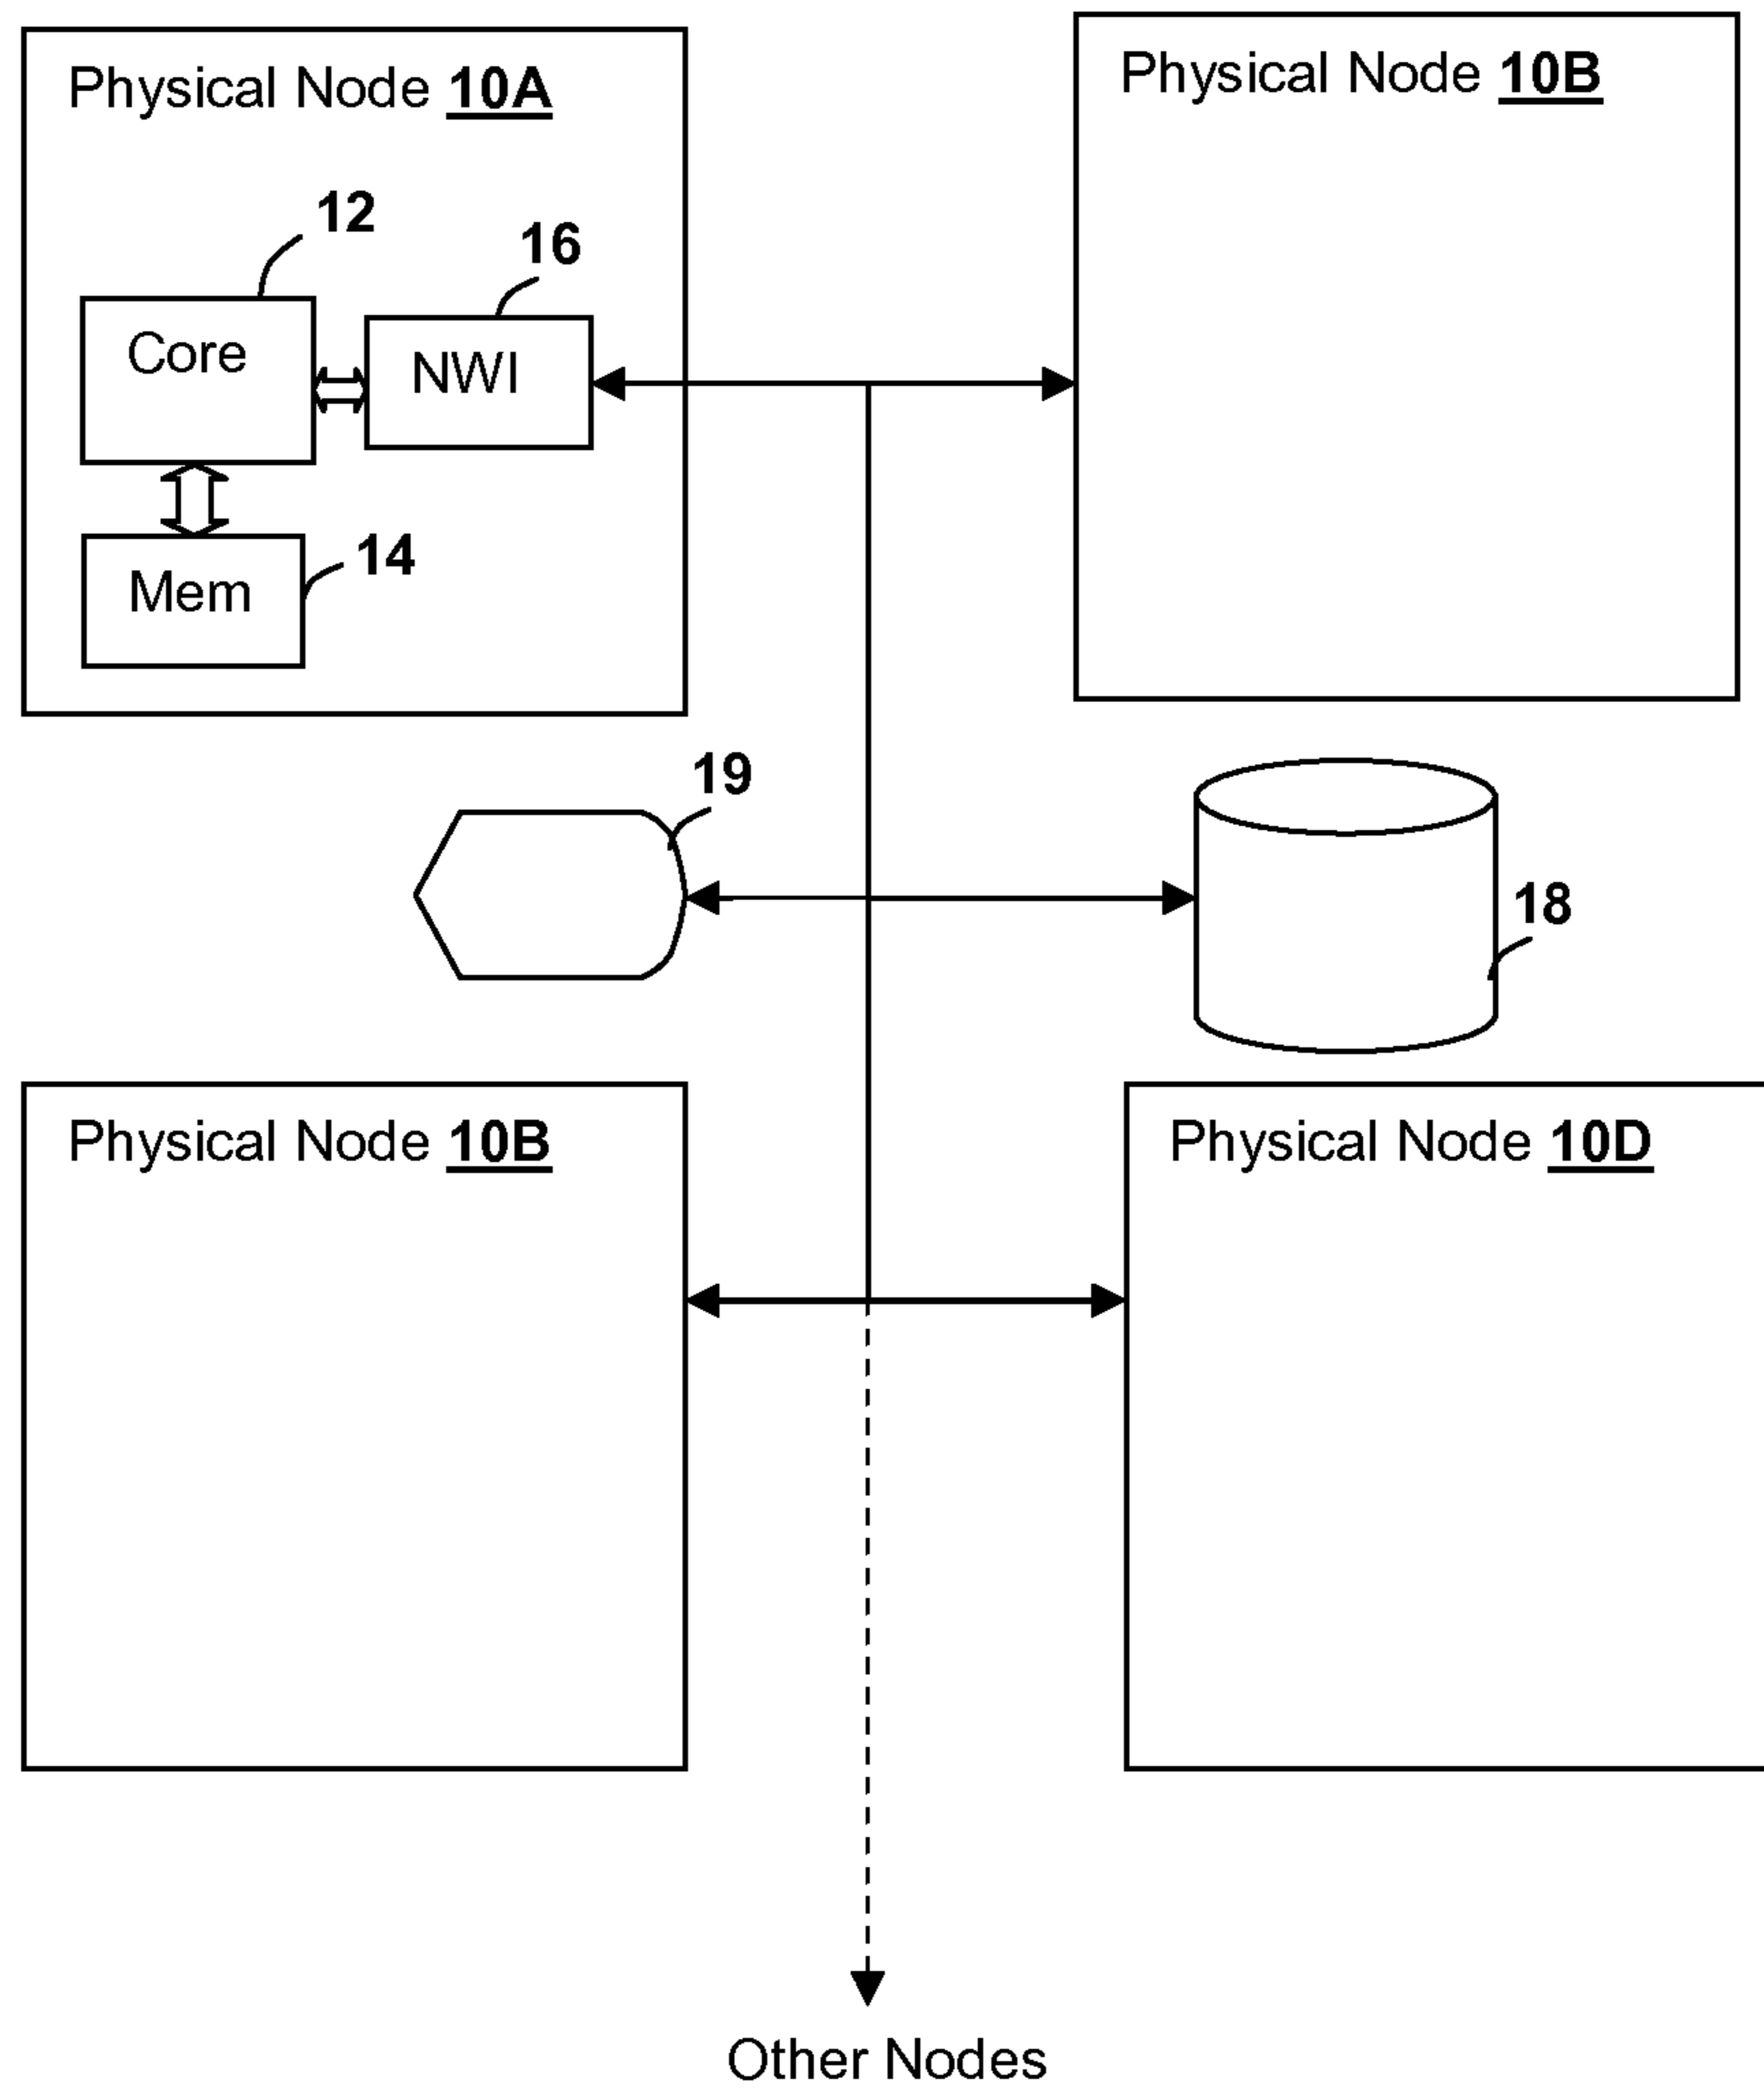 Physical Node 10A
Physical Node 10B
12
16
Core
NWI
14
Mem
19
18
Physical Node 10B
Physical Node 10D
Other Nodes